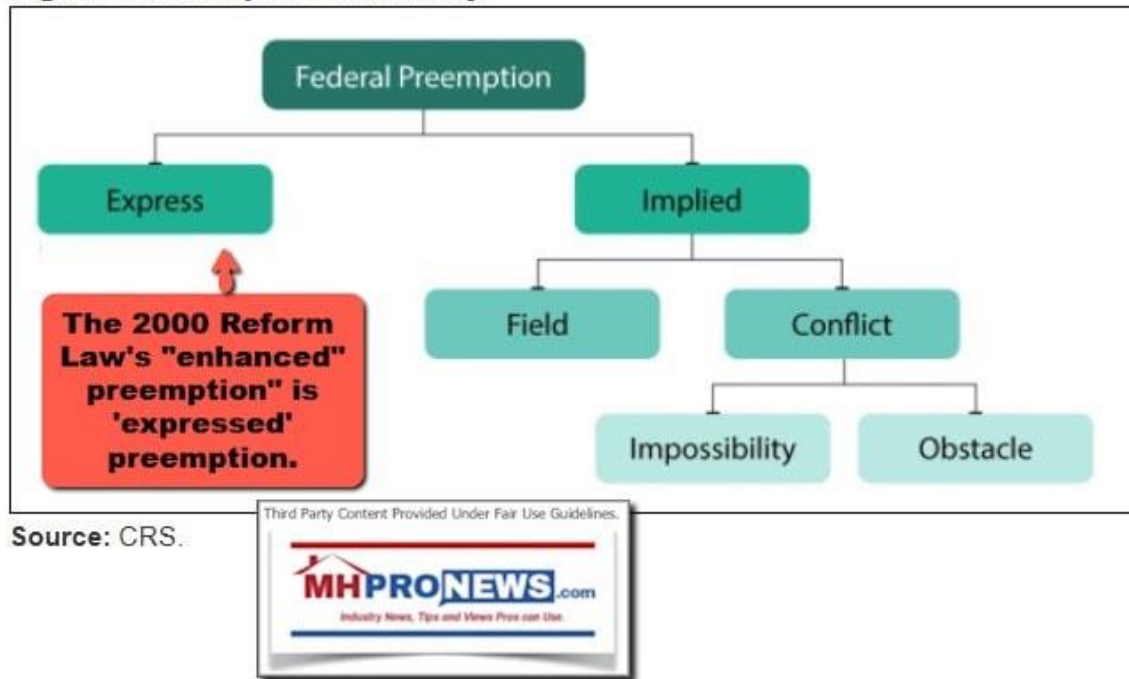 Federal Preemption
Express
Implied
Field
Conflict
Impossibility
Obstacle
The 2000 Reform
Law's "enhanced"
preemption" is
'expressed'
preemption.
Source: CRS.
Third Party Content Provided Under Fair Use Guidelines.
MHPRONEWS.com
Industry News, Tips and Views Pros can Use.